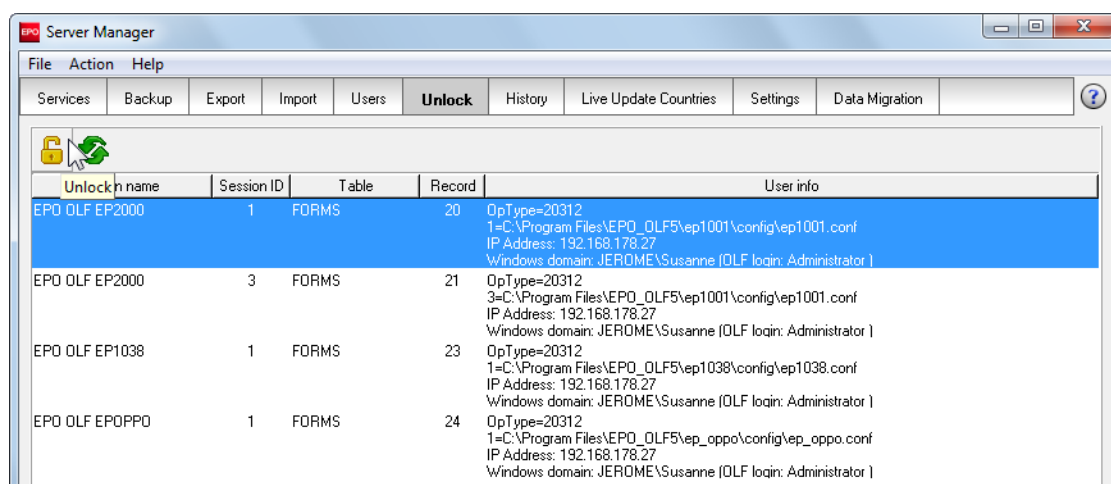 EPO Server Manager
File Action Help
Services Backup Export Import Users Unlock History Live Update Countries Settings Data Migration ?
Unlock
n name Session ID Table Record User info
EPO OLF EP2000 1 FORMS 20 OpType=20312
1=C:\Program Files\EPO_OLF5\ep1001\config\ep1001.conf
IP Address: 192.168.178.27
Windows domain: JEROME\Susanne (OLF login: Administrator )
EPO OLF EP2000 3 FORMS 21 OpType=20312
3=C:\Program Files\EPO_OLF5\ep1001\config\ep1001.conf
IP Address: 192.168.178.27
Windows domain: JEROME\Susanne (OLF login: Administrator )
EPO OLF EP1038 1 FORMS 23 OpType=20312
1=C:\Program Files\EPO_OLF5\ep1038\config\ep1038.conf
IP Address: 192.168.178.27
Windows domain: JEROME\Susanne (OLF login: Administrator )
EPO OLF EPOPPO 1 FORMS 24 OpType=20312
1=C:\Program Files\EPO_OLF5\ep_oppo\config\ep_oppo.conf
IP Address: 192.168.178.27
Windows domain: JEROME\Susanne (OLF login: Administrator )